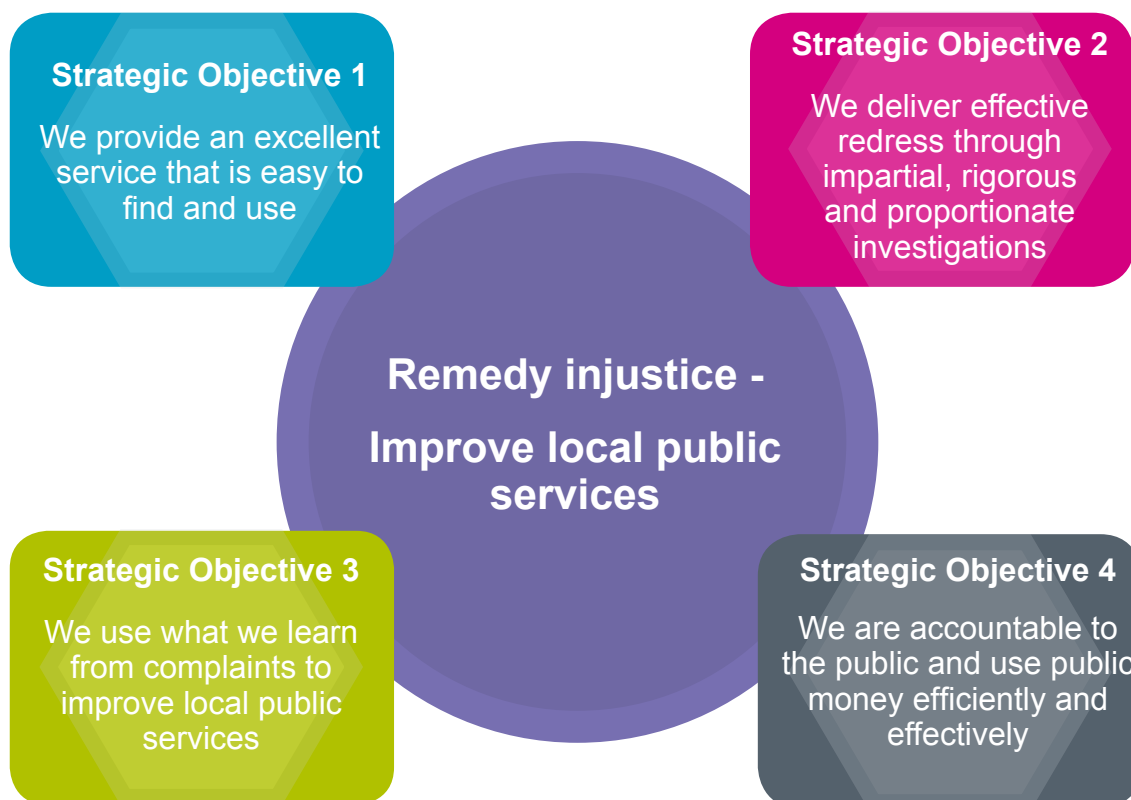 Strategic Objective 1
We provide an excellent
service that is easy to
find and use
Strategic Objective 2
We deliver effective
redress through
impartial, rigorous
and proportionate
investigations
Remedy injustice -
Improve local public
services
Strategic Objective 3
We use what we learn
from complaints to
improve local public
services
Strategic Objective 4
We are accountable to
the public and use public
money efficiently and
effectively